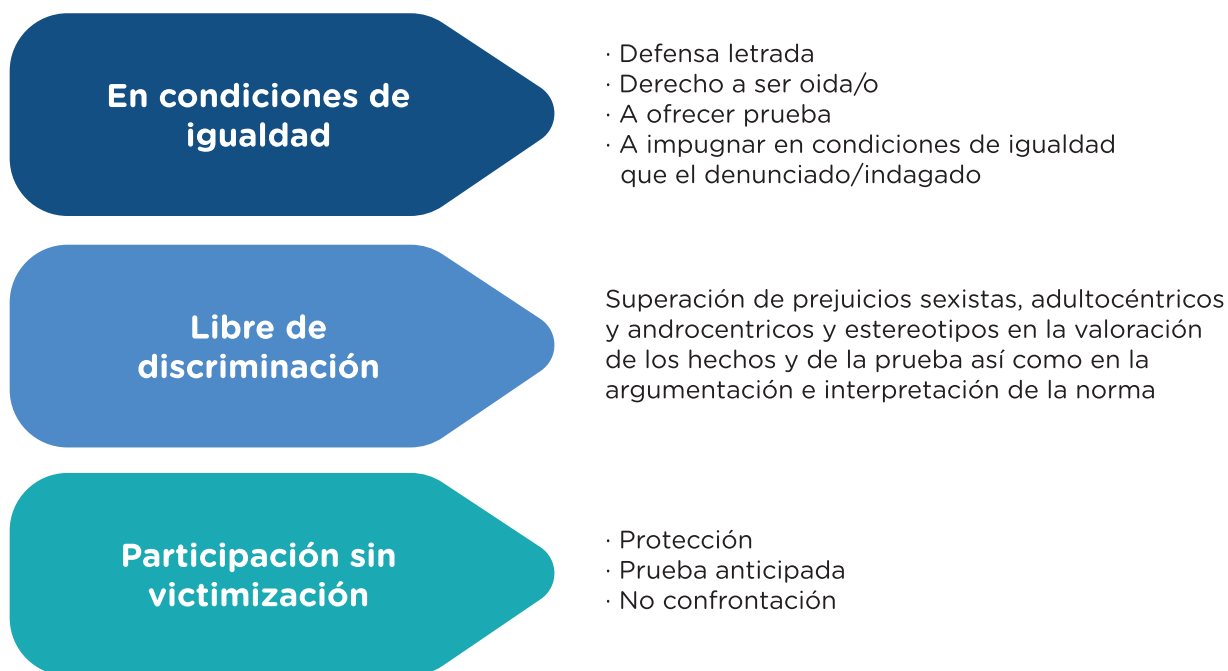 En condiciones de
igualdad
· Defensa letrada
· Derecho a ser oida/o
· A ofrecer prueba
· A impugnar en condiciones de igualdad
que el denunciado/indagado
Libre de
discriminación
Superación de prejuicios sexistas, adultocéntricos
y androcentricos y estereotipos en la valoración
de los hechos y de la prueba así como en la
argumentación e interpretación de la norma
Participación sin
victimización
· Protección
· Prueba anticipada
· No confrontación